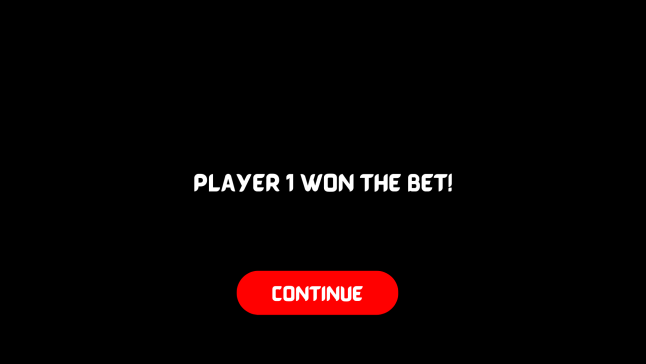 PLAYER 1 WON THE BET!
CONTINUE